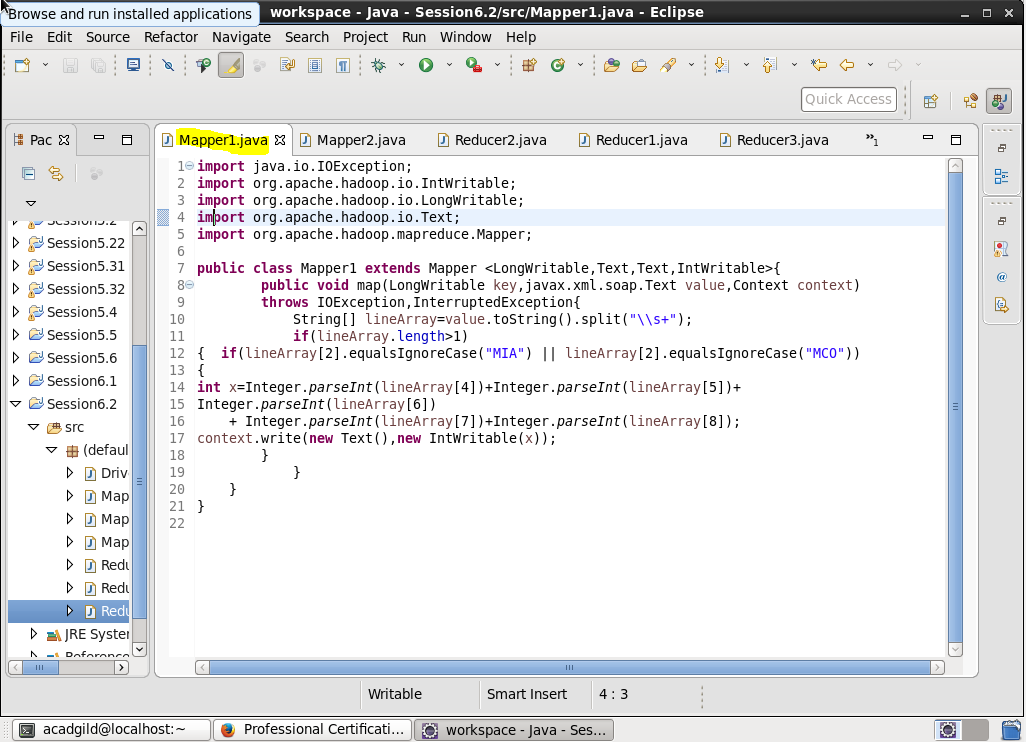 Browse and run installed applications
workspace - Java - Session6.2/src/Mapper1.java - Eclipse
File Edit Source Refactor Navigate Search Project Run Window Help
Quick Access
Pac
Mapper1.java Mapper2.java Reducer2.java Reducer1.java Reducer3.java »1
Session5.2
Session5.22
Session5.31
Session5.32
Session5.4
Session5.5
Session5.6
Session6.1
Session6.2
src
(defaul
Driv
Map
Map
Map
Redu
Redu
Redu
JRE System
Reference
1 import java.io.IOException;
2 import org.apache.hadoop.io.IntWritable;
3 import org.apache.hadoop.io.LongWritable;
4 import org.apache.hadoop.io.Text;
5 import org.apache.hadoop.mapreduce.Mapper;
6
7 public class Mapper1 extends Mapper <LongWritable,Text,Text,IntWritable>{
8 public void map(LongWritable key,javax.xml.soap.Text value,Context context)
9 throws IOException,InterruptedException{
10 String[] lineArray=value.toString().split("\\s+");
11 if(lineArray.length>1)
12 { if(lineArray[2].equalsIgnoreCase("MIA") || lineArray[2].equalsIgnoreCase("MCO"))
13 {
14 int x=Integer.parseInt(lineArray[4])+Integer.parseInt(lineArray[5])+
15 Integer.parseInt(lineArray[6])
16 + Integer.parseInt(lineArray[7])+Integer.parseInt(lineArray[8]);
17 context.write(new Text(),new IntWritable(x));
18 }
19 }
20 }
21 }
22
Writable Smart Insert 4 : 3
acadgild@localhost:~ Professional Certificati... workspace - Java - Ses...